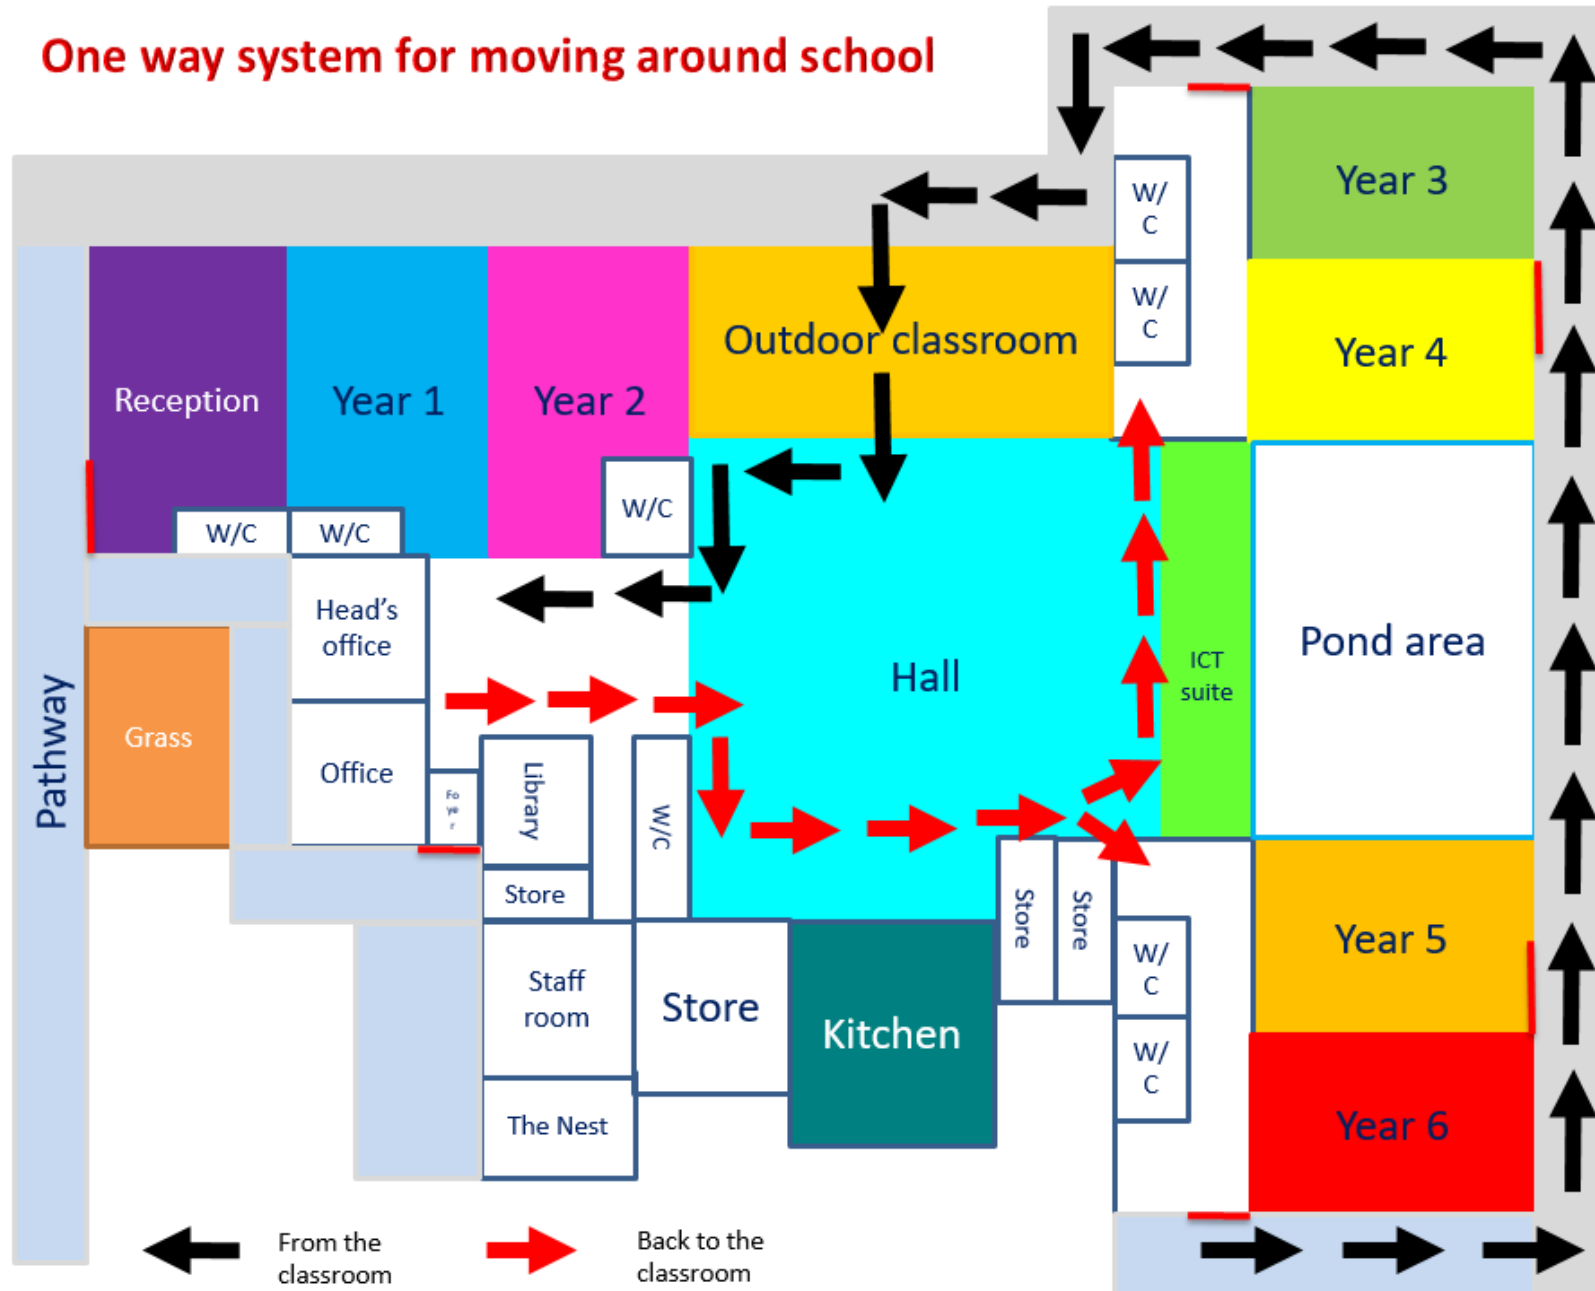 One way system for moving around school
Year 3
W/
C
W/
C
Year 4
Outdoor classroom
Reception
Year 1
Year 2
W/C
W/C
W/C
Head's
office
Hall
ICT
suite
Pond area
Pathway
Grass
Office
Fo
ye
r
Library
W/C
Store
Store
Store
Staff
room
Store
Kitchen
W/
C
W/
C
Year 5
The Nest
Year 6
From the
classroom
Back to the
classroom